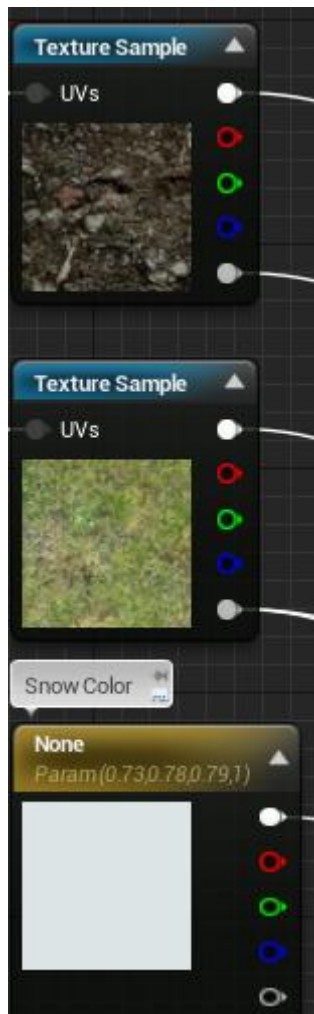 Texture Sample
UVs
Texture Sample
UVs
Snow Color
None
Param (0.73,0.78,0.79,1)